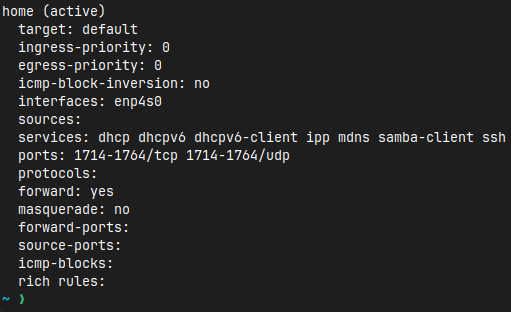 home (active)
  target: default
  ingress-priority: 0
  egress-priority: 0
  icmp-block-inversion: no
  interfaces: enp4s0
  sources:
  services: dhcp dhcpv6 dhcpv6-client ipp mdns samba-client ssh
  ports: 1714-1764/tcp 1714-1764/udp
  protocols:
  forward: yes
  masquerade: no
  forward-ports:
  source-ports:
  icmp-blocks:
  rich rules:
~ ❯